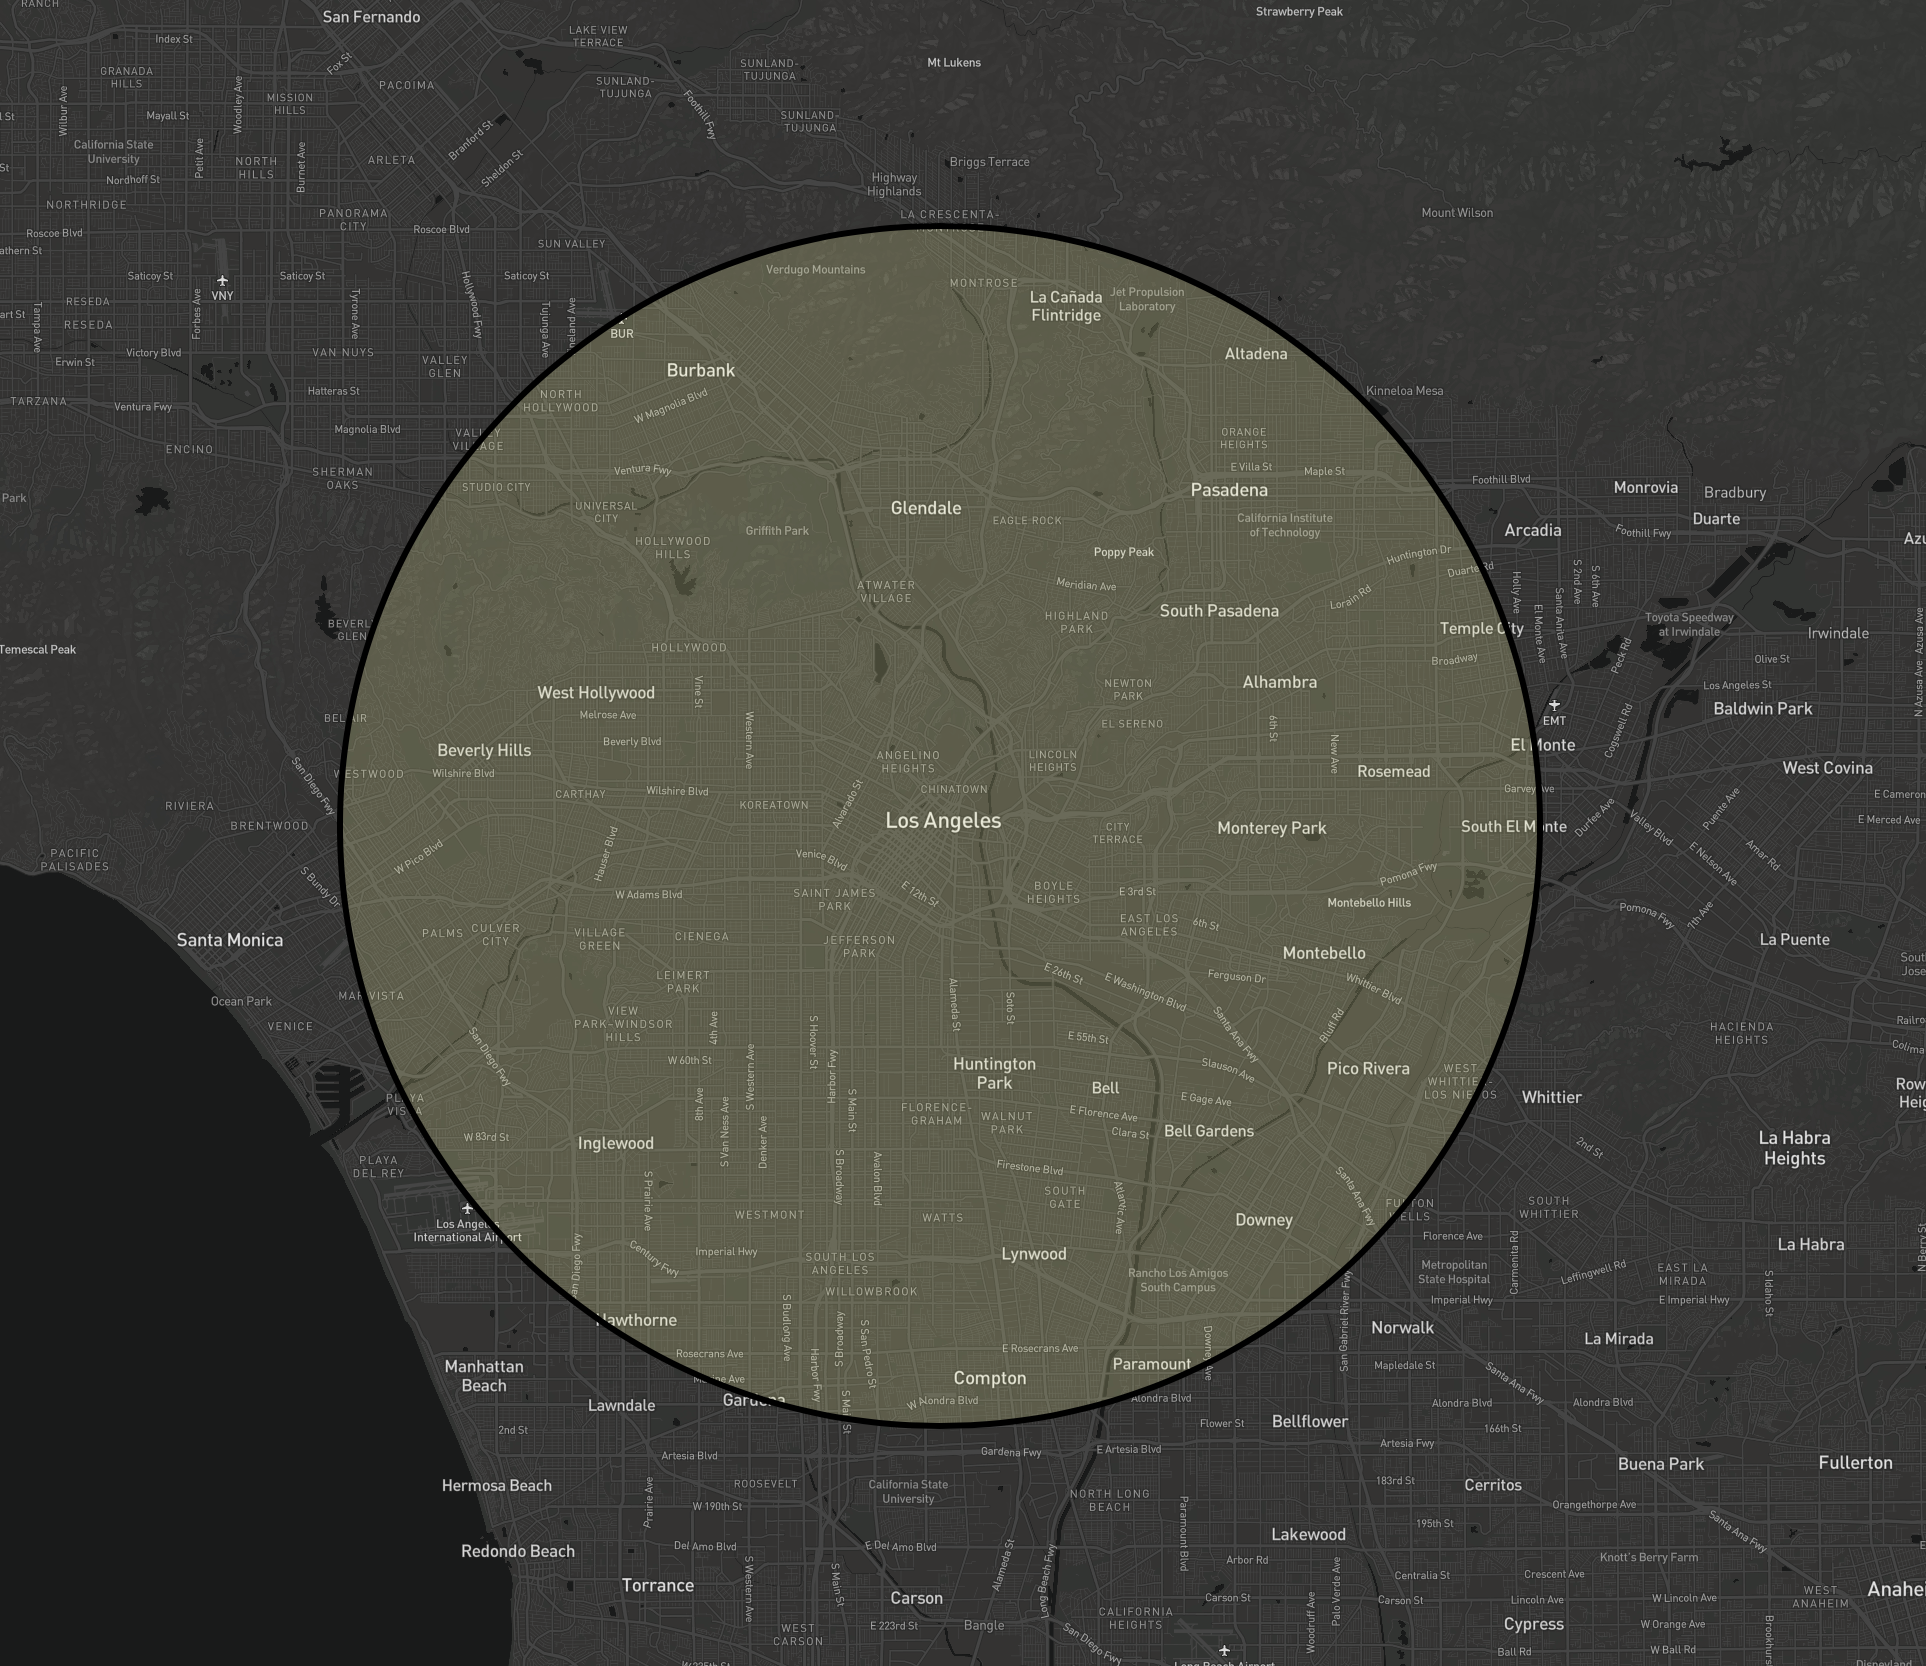 RANCH
San Fernando
Strawberry Peak
LAKE VIEW
TERRACE
Index St
Fox St
Mt Lukens
GRANADA
HILLS
SUNLAND-
TUJUNGA
SUNLAND-
TUJUNGA
PACOIMA
Wilbur Ave
Woodley Ave
MISSION
HILLS
Mayall St
l St
Foothill Fwy
SUNLAND-
TUJUNGA
California State
University
Petit Ave
Burnet Ave
Branford St
ARLETA
NORTH
HILLS
St
Nordhoff St
Sheldon St
Briggs Terrace
Highway
Highlands
NORTHRIDGE
PANORAMA
CITY
Mount Wilson
LA CRESCENTA-
MONTROSE
Roscoe Blvd
Roscoe Blvd
SUN VALLEY
athern St
Saticoy St
Saticoy St
Saticoy St
Verdugo Mountains
MONTROSE
VNY
RESEDA
La Cañada
Flintridge
Jet Propulsion
Laboratory
art St
Tampa Ave
RESEDA
Forbes Ave
Tyrone Ave
Hollywood Fwy
Tujunga Ave
neland Ave
BUR
Victory Blvd
VAN NUYS
VALLEY
GLEN
Erwin St
Altadena
Burbank
Hatteras St
Kinneloa Mesa
TARZANA
Ventura Fwy
NORTH
HOLLYWOOD
W Magnolia Blvd
Magnolia Blvd
VALLEY
VILLAGE
ORANGE
HEIGHTS
ENCINO
SHERMAN
OAKS
Ventura Fwy
E Villa St
Maple St
Foothill Blvd
STUDIO CITY
Pasadena
Monrovia
Bradbury
Park
UNIVERSAL
CITY
Glendale
EAGLE ROCK
California Institute
of Technology
Duarte
Griffith Park
Arcadia
Foothill Fwy
Azu
HOLLYWOOD
HILLS
Poppy Peak
Huntington Dr
Duarte Rd
ATWATER
VILLAGE
Meridian Ave
Lorain Rd
Holly Ave
S 2nd Ave
S 6th Ave
Santa Anita Ave
El Monte Ave
South Pasadena
HIGHLAND
PARK
BEVERLY
GLEN
Temple City
Toyota Speedway
at Irwindale
Irwindale
N Azusa Ave
Azusa Ave
Temescal Peak
HOLLYWOOD
Broadway
Peck Rd
Olive St
West Hollywood
Vine St
NEWTON
PARK
Alhambra
Los Angeles St
Melrose Ave
BEL AIR
EL SERENO
6th St
EMT
Baldwin Park
Cogswell Rd
Beverly Hills
Beverly Blvd
Western Ave
ANGELINO
HEIGHTS
LINCOLN
HEIGHTS
New Ave
El Monte
WESTWOOD
Wilshire Blvd
Rosemead
West Covina
San Diego Fwy
CARTHAY
Wilshire Blvd
CHINATOWN
Garvey Ave
RIVIERA
KOREATOWN
Alvarado St
Puente Ave
E Cameron
BRENTWOOD
Los Angeles
CITY
TERRACE
Monterey Park
South El Monte
Durfee Ave
Valley Blvd
E Merced Ave
PACIFIC
PALISADES
W Pico Blvd
Hauser Blvd
Venice Blvd
E Nelson Ave
Amar Rd
S Bundy Dr
W Adams Blvd
SAINT JAMES
PARK
E 12th St
BOYLE
HEIGHTS
E 3rd St
Pomona Fwy
Montebello Hills
Pomona Fwy
7th Ave
Santa Monica
PALMS
CULVER
CITY
VILLAGE
GREEN
CIENEGA
JEFFERSON
PARK
EAST LOS
ANGELES
6th St
Montebello
La Puente
South
Jose
LEIMERT
PARK
E 26th St
E Washington Blvd
Ferguson Dr
Whittier Blvd
Ocean Park
MAR VISTA
VENICE
VIEW
PARK-WINDSOR
HILLS
4th Ave
S Hoover St
Alameda St
Soto St
Santa Ana Fwy
Bluff Rd
HACIENDA
HEIGHTS
Railro
San Diego Fwy
E 55th St
Colima
W 60th St
Harbor Fwy
Huntington
Park
Slauson Ave
Pico Rivera
WEST
WHITTIER-
LOS NIETOS
Whittier
Row
Heig
PLAYA
VISTA
8th Ave
S Western Ave
S Van Ness Ave
Denker Ave
S Main St
FLORENCE-
GRAHAM
WALNUT
PARK
Bell
E Gage Ave
E Florence Ave
W 83rd St
Inglewood
Clara St
Bell Gardens
2nd St
La Habra
Heights
PLAYA
DEL REY
S Prairie Ave
S Broadway
Avalon Blvd
Firestone Blvd
Santa Ana Fwy
SOUTH
GATE
Atlantic Ave
Los Angeles
International Airport
WESTMONT
WATTS
Downey
FULTON
WELLS
SOUTH
WHITTIER
San Diego Fwy
Century Fwy
Imperial Hwy
SOUTH LOS
ANGELES
Lynwood
Florence Ave
Carmenita Rd
La Habra
N Berry St
Rancho Los Amigos
South Campus
Metropolitan
State Hospital
Leffingwell Rd
EAST LA
MIRADA
WILLOWBROOK
San Gabriel River Fwy
Imperial Hwy
E Imperial Hwy
S Idaho St
Hawthorne
S Budlong Ave
S Broadway
S San Pedro St
Norwalk
La Mirada
Rosecrans Ave
Harbor Fwy
E Rosecrans Ave
Downey Ave
Manhattan
Beach
Marine Ave
Compton
Paramount
Mapledale St
Santa Ana Fwy
Lawndale
Gardena
S Main St
W Alondra Blvd
Alondra Blvd
Alondra Blvd
Alondra Blvd
2nd St
Flower St
Bellflower
166th St
Artesia Blvd
Gardena Fwy
E Artesia Blvd
Artesia Fwy
Buena Park
Fullerton
Hermosa Beach
ROOSEVELT
California State
University
NORTH LONG
BEACH
183rd St
Cerritos
Prairie Ave
W 190th St
Paramount Blvd
Orangethorpe Ave
195th St
Santa Ana Fwy
Redondo Beach
Del Amo Blvd
E Del Amo Blvd
Lakewood
Alameda St
Long Beach Fwy
Arbor Rd
Knott's Berry Farm
Torrance
S Western Ave
S Main St
Carson
Carson St
Woodruff Ave
Palo Verde Ave
Centralia St
Crescent Ave
Carson St
Lincoln Ave
W Lincoln Ave
WEST
ANAHEIM
Anahei
WEST
CARSON
E 223rd St
Bangle
CALIFORNIA
HEIGHTS
San Diego Fwy
Cypress
W Orange Ave
Brookhurs
Ball Rd
W Ball Rd
Long Beach Airport
Disneyland